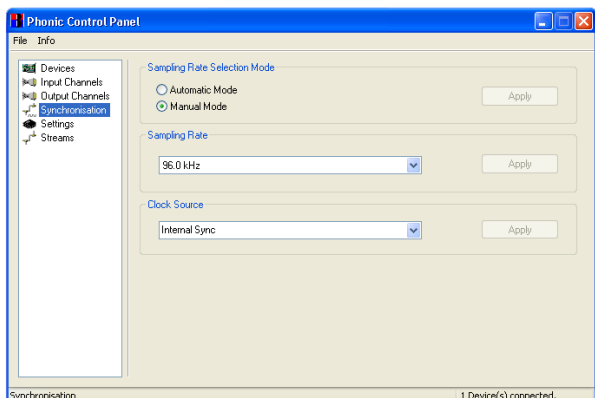 Phonic Control Panel
File Info
Devices
Input Channels
Output Channels
Synchronisation
Settings
Streams
Sampling Rate Selection Mode
Automatic Mode
Manual Mode
Apply
Sampling Rate
96.0 kHz
Apply
Clock Source
Internal Sync
Apply
Synchronisation
1 Device(s) connected.